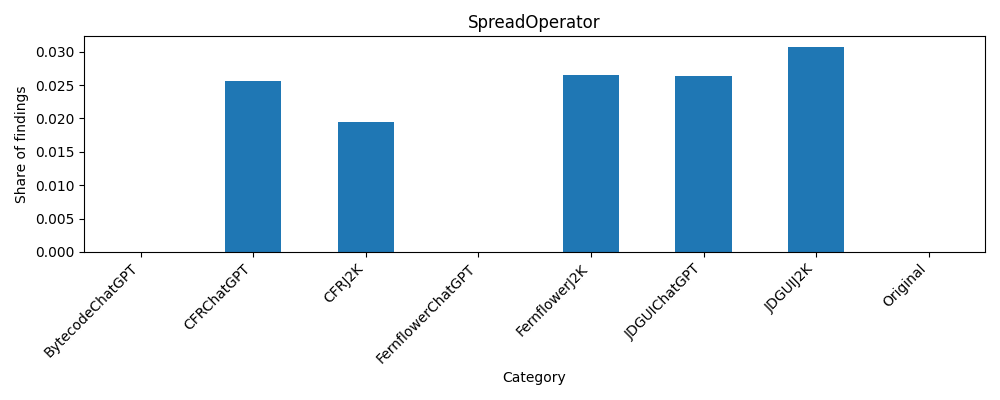 SpreadOperator
Share of findings
0.030
0.025
0.020
0.015
0.010
0.005
0.000
BytecodeChatGPT
CFRChatGPT
CFRJ2K
FernflowerChatGPT
FernflowerJ2K
JDGUIChatGPT
JDGUIJ2K
Original
Category